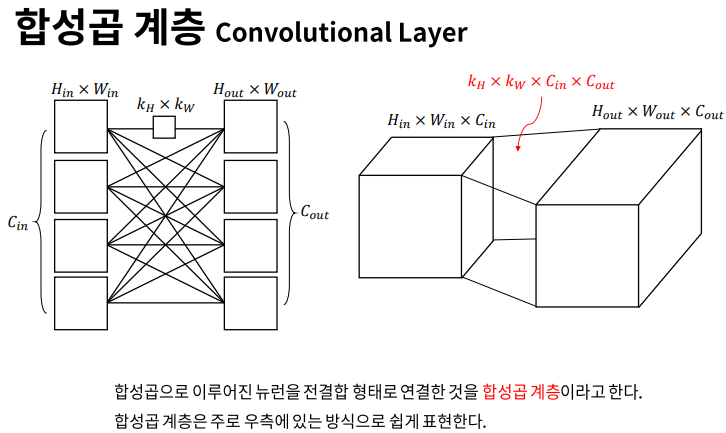 합성곱 계층 Convolutional Layer
H_in × W_in
k_H × k_W
H_out × W_out
C_in
C_out
k_H × k_W × C_in × C_out
H_in × W_in × C_in
H_out × W_out × C_out
합성곱으로 이루어진 뉴런을 전결합 형태로 연결한 것을 합성곱 계층이라고 한다.
합성곱 계층은 주로 우측에 있는 방식으로 쉽게 표현한다.